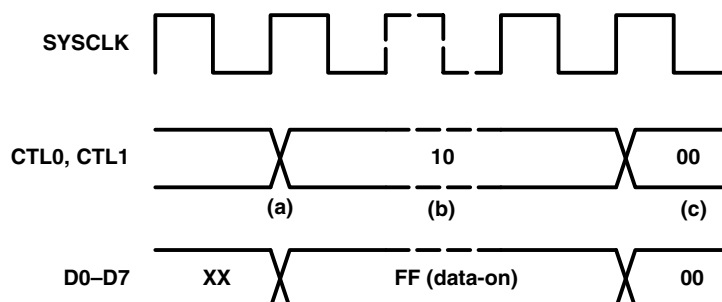 SYSCLK
CTL0, CTL1 10 00
(a) (b) (c)
D0–D7 XX FF (data-on) 00